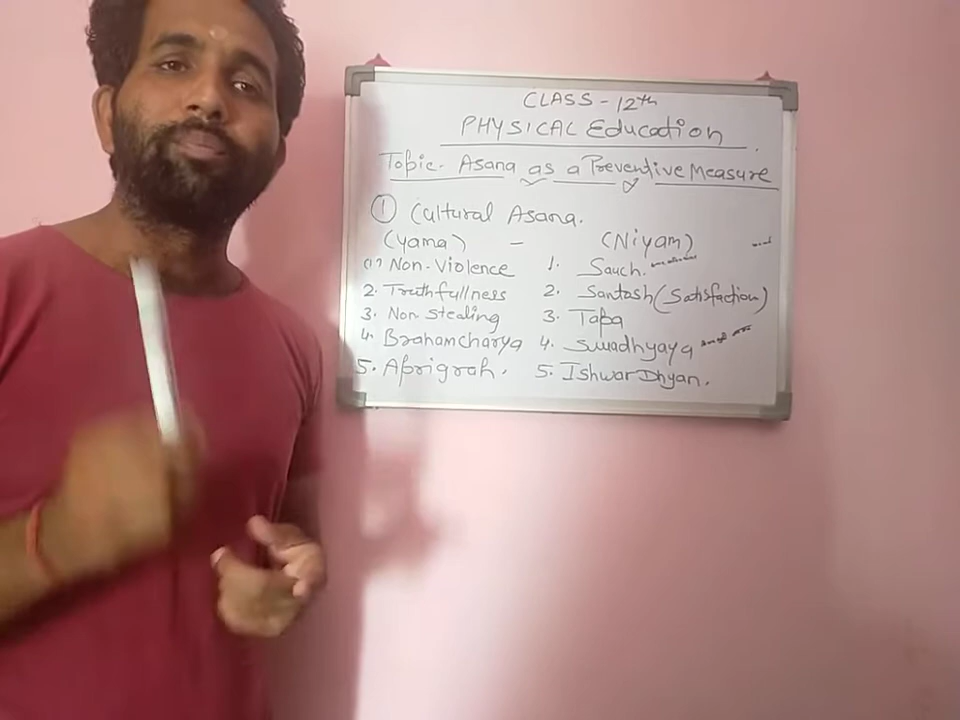 CLASS - 12th
PHYSICAL Education
Topic- Asana as a Preventive Measure
① Cultural Asana.
(Yama) - (Niyam)
(1) Non-Violence 1. Sauch.
2. Truthfullness 2. Santosh (Satisfaction)
3. Non Stealing 3. Tapa
4. Brahamcharya 4. Swadhyaya
5. Aprigrah. 5. Ishwar Dhyan.